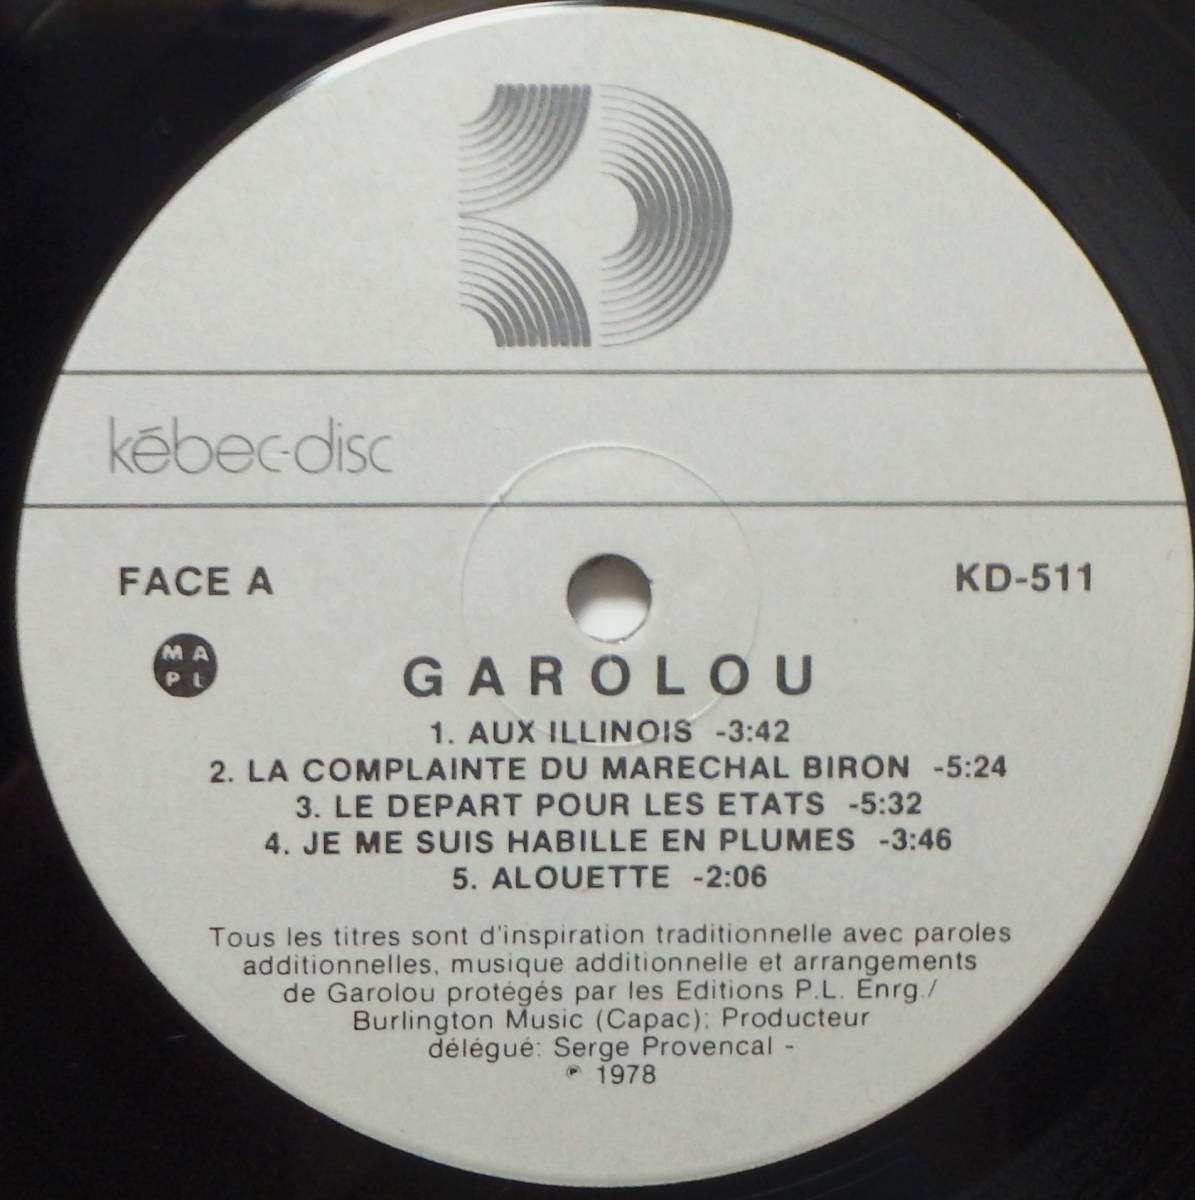 KD
kébec-disc
FACE A
KD-511
M A
P L
GAROLOU
1. AUX ILLINOIS -3:42
2. LA COMPLAINTE DU MARECHAL BIRON -5:24
3. LE DEPART POUR LES ETATS -5:32
4. JE ME SUIS HABILLE EN PLUMES -3:46
5. ALOUETTE -2:06
Tous les titres sont d'inspiration traditionnelle avec paroles
additionnelles, musique additionnelle et arrangements
de Garolou protégés par les Editions P.L. Enrg./
Burlington Music (Capac); Producteur
délégué: Serge Provencal -
℗ 1978